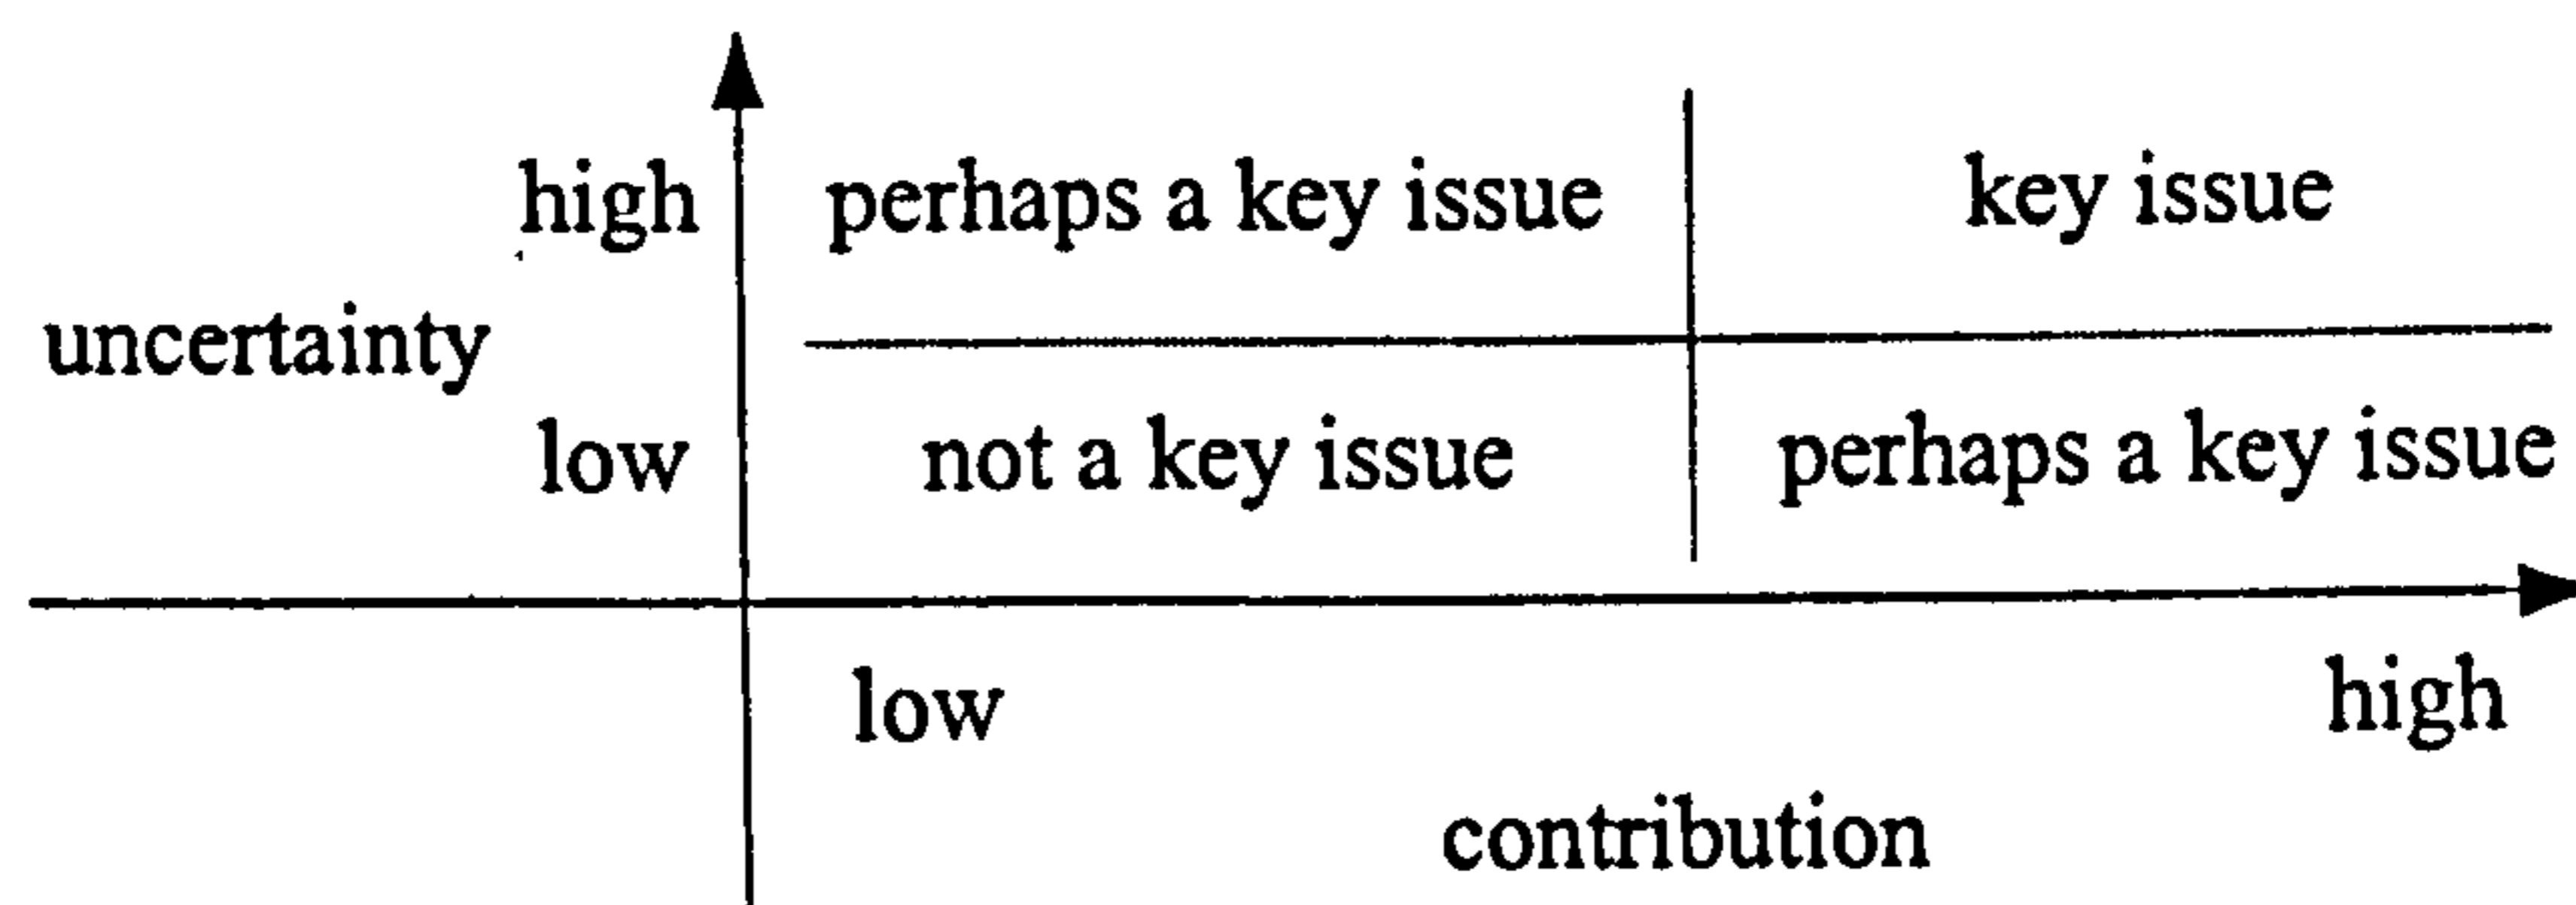 high perhaps a key issue key issue
uncertainty
low not a key issue perhaps a key issue
low high
contribution